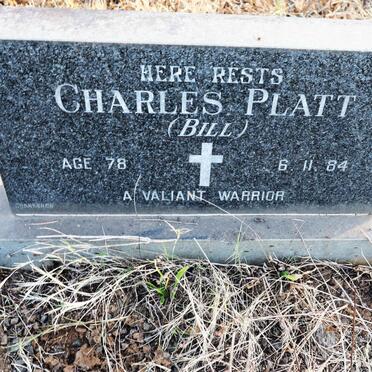 HERE RESTS
CHARLES PLATT
(BILL)
AGE 78 6. 11. 84
A VALIANT WARRIOR